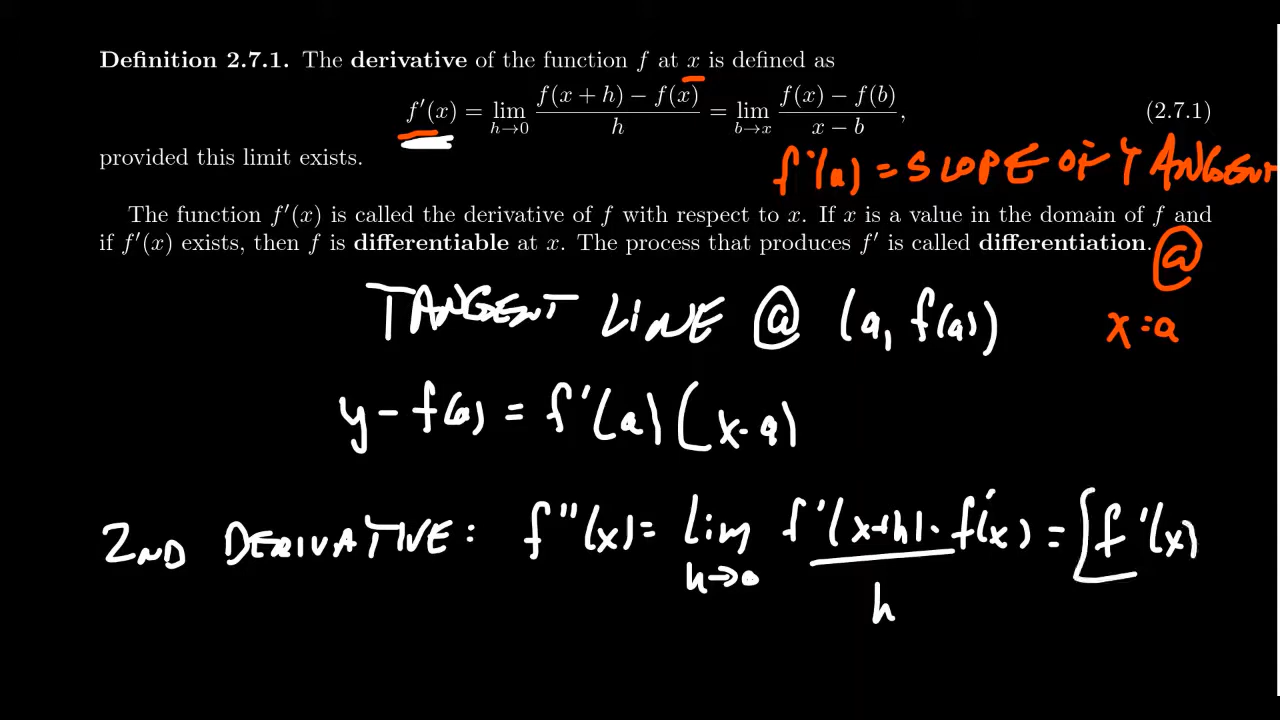 Definition 2.7.1. The derivative of the function f at x is defined as
f′(x) = lim h→0 (f(x + h) − f(x))/h = lim b→x (f(x) − f(b))/(x − b), (2.7.1)
provided this limit exists.
f'(a) = SLOPE OF TANGENT
The function f′(x) is called the derivative of f with respect to x. If x is a value in the domain of f and
if f′(x) exists, then f is differentiable at x. The process that produces f′ is called differentiation.
@
x=a
TANGENT LINE @ (a, f(a))
y - f(a) = f'(a)(x-a)
2ND DERIVATIVE: f''(x) = lim h→0 (f'(x+h) - f'(x))/h = [f'(x)